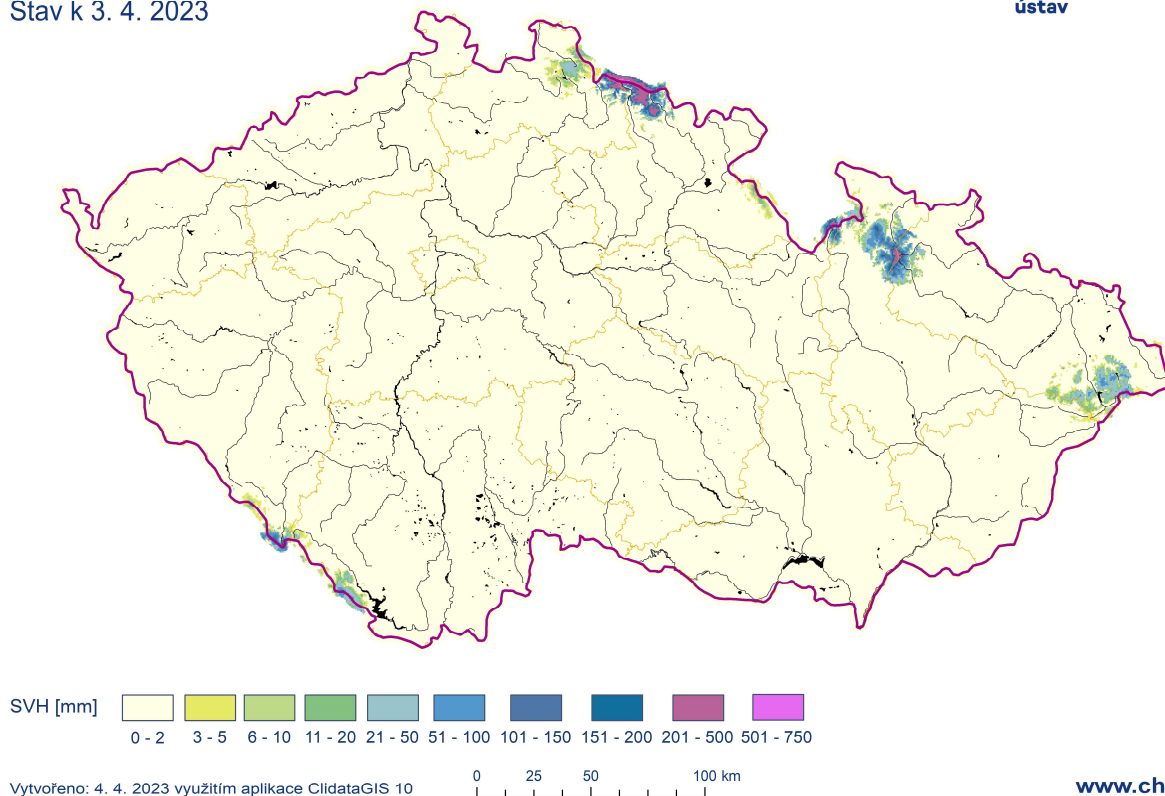 Stav k 3. 4. 2023
ústav
SVH [mm]
0 - 2 3 - 5 6 - 10 11 - 20 21 - 50 51 - 100 101 - 150 151 - 200 201 - 500 501 - 750
0 25 50 100 km
Vytvořeno: 4. 4. 2023 využitím aplikace ClidataGIS 10
www.ch